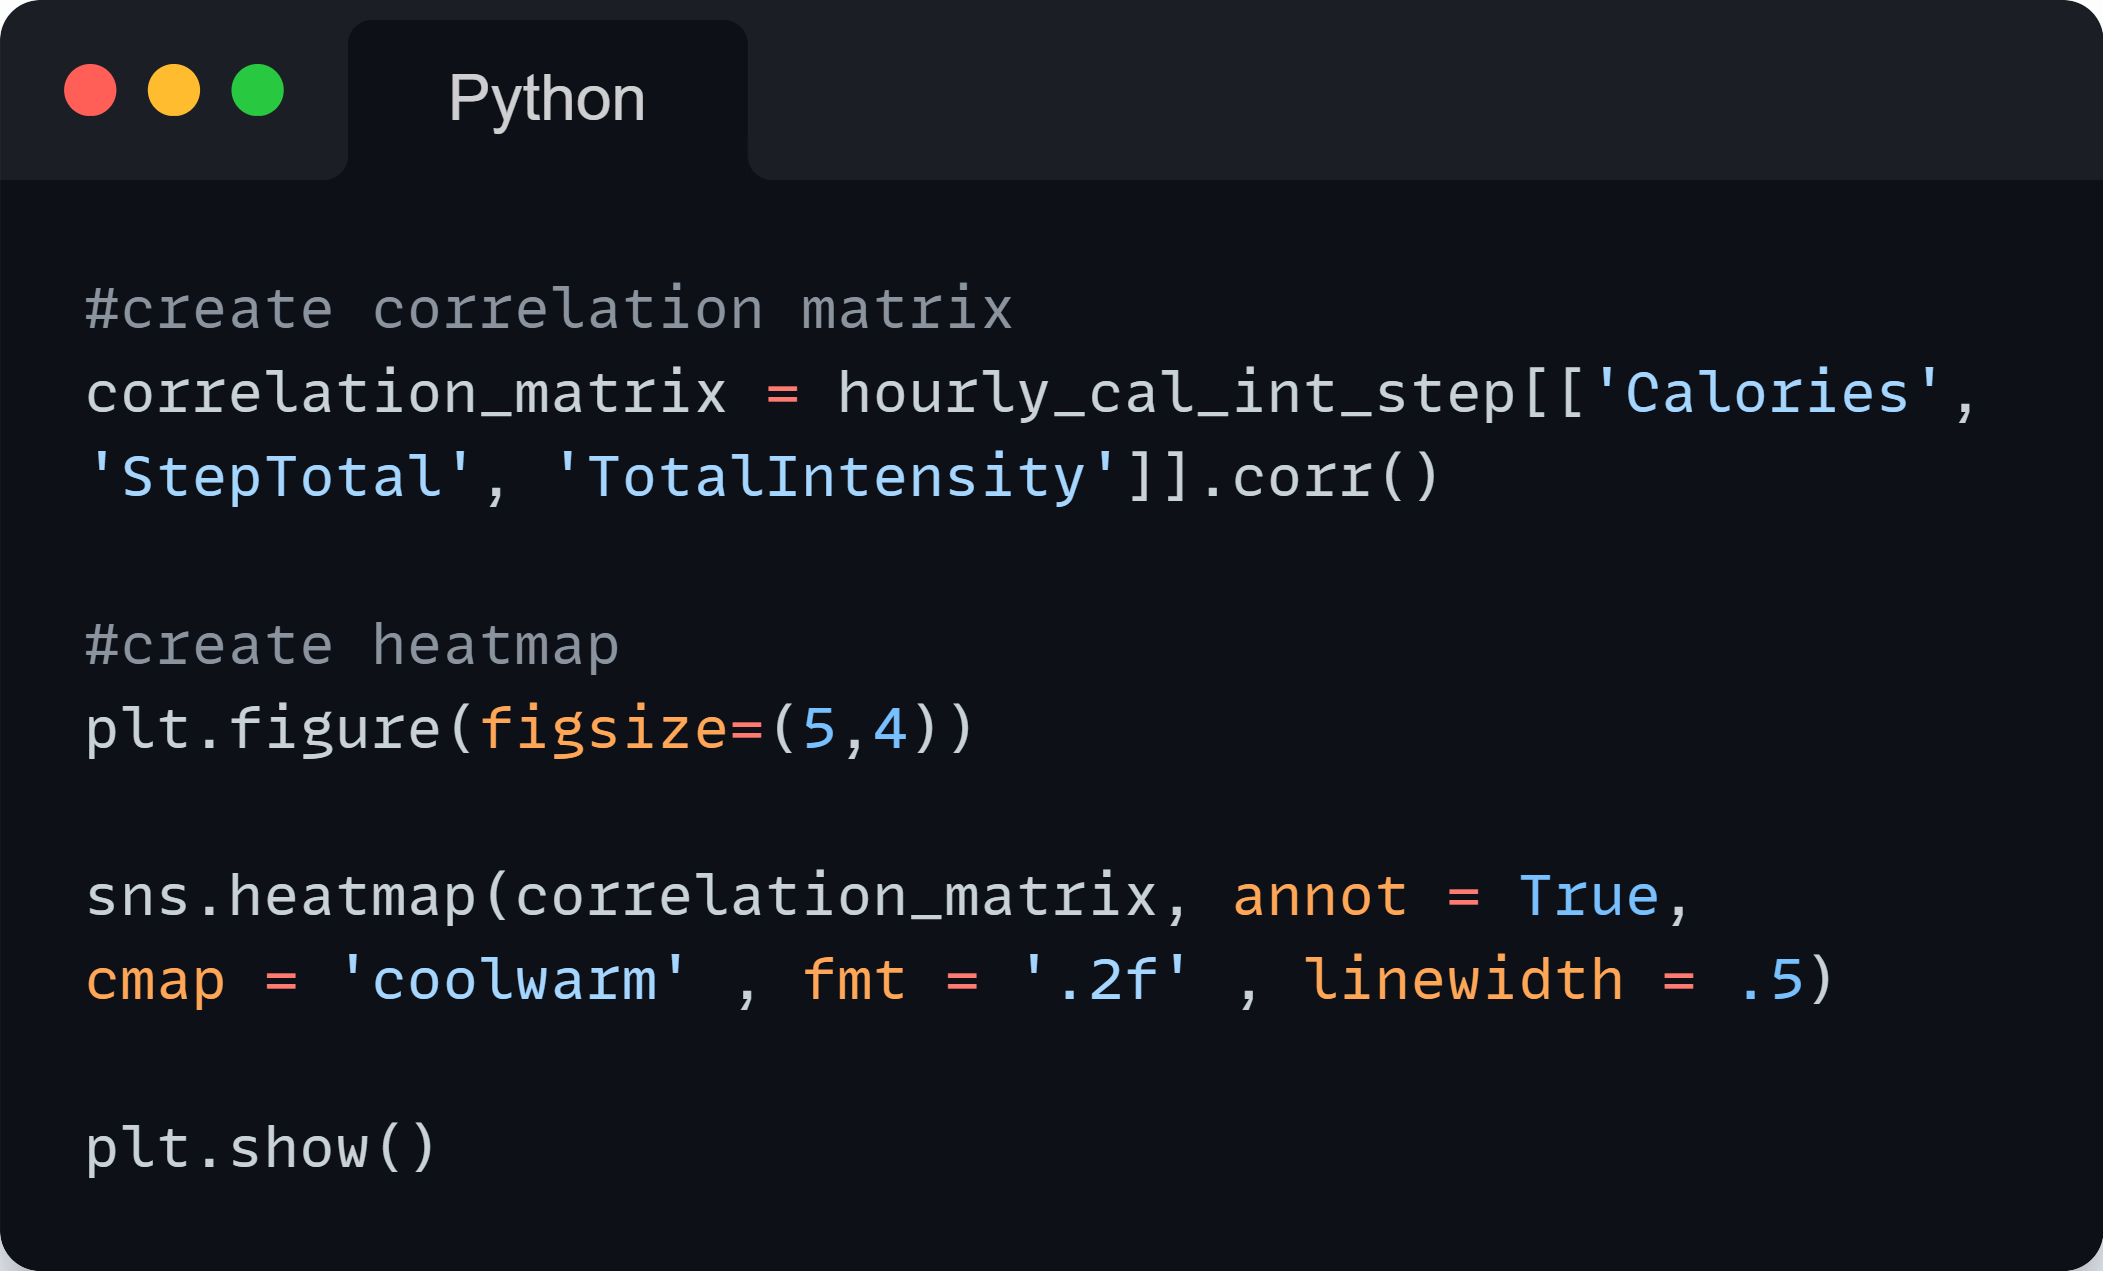 Python
#create correlation matrix
correlation_matrix = hourly_cal_int_step[['Calories',
'StepTotal', 'TotalIntensity']].corr()
#create heatmap
plt.figure(figsize=(5,4))
sns.heatmap(correlation_matrix, annot = True,
cmap = 'coolwarm' , fmt = '.2f' , linewidth = .5)
plt.show()